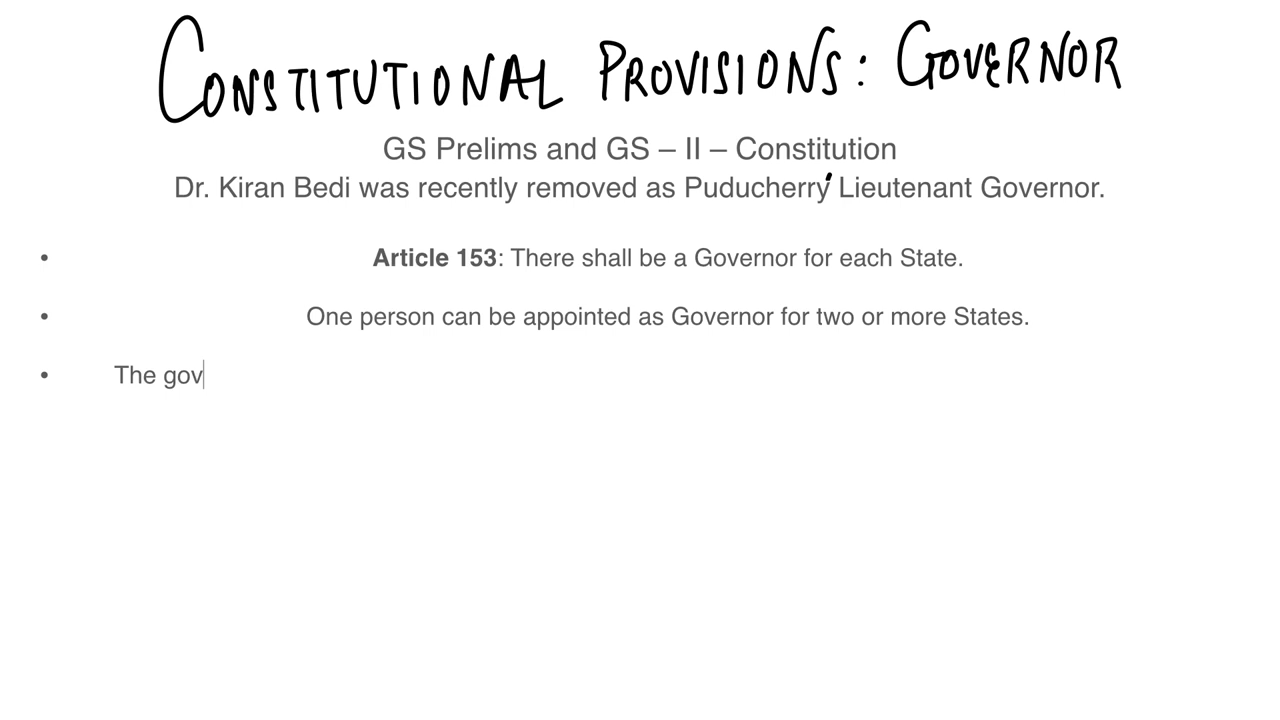 CONSTITUTIONAL PROVISIONS: GOVERNOR
GS Prelims and GS – II – Constitution
Dr. Kiran Bedi was recently removed as Puducherry' Lieutenant Governor.
• Article 153: There shall be a Governor for each State.
• One person can be appointed as Governor for two or more States.
• The gov